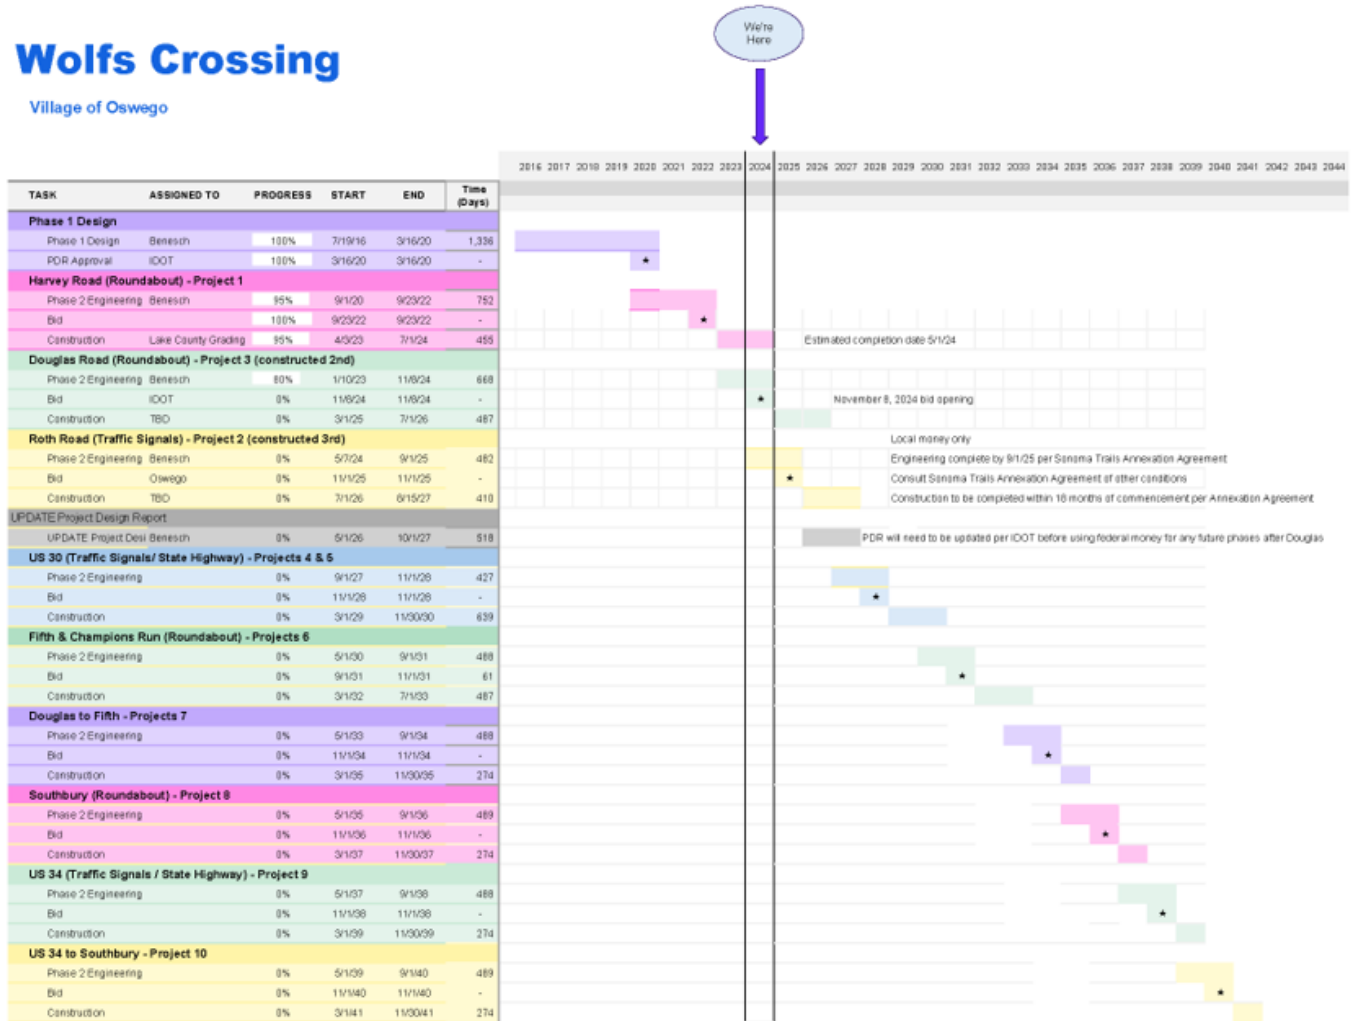 We're
Here
Wolfs Crossing
Village of Oswego
2016 2017 2018 2019 2020 2021 2022 2023 2024 2025 2026 2027 2028 2029 2030 2031 2032 2033 2034 2035 2036 2037 2038 2039 2040 2041 2042 2043 2044
TASK ASSIGNED TO PROGRESS START END Time (Days)
Phase 1 Design
Phase 1 Design Benesch 100% 7/19/16 3/16/20 1,336
PDR Approval IDOT 100% 3/16/20 3/16/20 - ★
Harvey Road (Roundabout) - Project 1
Phase 2 Engineering Benesch 95% 9/1/20 9/23/22 752
Bid 100% 9/23/22 9/23/22 - ★
Construction Lake County Grading 95% 4/3/23 7/1/24 455 Estimated completion date 5/1/24
Douglas Road (Roundabout) - Project 3 (constructed 2nd)
Phase 2 Engineering Benesch 80% 1/10/23 11/8/24 668
Bid IDOT 0% 11/8/24 11/8/24 - ★ November 8, 2024 bid opening
Construction TBD 0% 3/1/25 7/1/26 487
Roth Road (Traffic Signals) - Project 2 (constructed 3rd) Local money only
Phase 2 Engineering Benesch 0% 5/7/24 9/1/25 482 Engineering complete by 9/1/25 per Sonoma Trails Annexation Agreement
Bid Oswego 0% 11/1/25 11/1/25 - ★ Consult Sonoma Trails Annexation Agreement of other conditions
Construction TBD 0% 7/1/26 8/15/27 410 Construction to be completed within 18 months of commencement per Annexation Agreement
UPDATE Project Design Report
UPDATE Project Desi Benesch 0% 5/1/26 10/1/27 518 PDR will need to be updated per IDOT before using federal money for any future phases after Douglas
US 30 (Traffic Signals/ State Highway) - Projects 4 & 5
Phase 2 Engineering 0% 9/1/27 11/1/28 427
Bid 0% 11/1/28 11/1/28 - ★
Construction 0% 3/1/29 11/30/30 639
Fifth & Champions Run (Roundabout) - Projects 6
Phase 2 Engineering 0% 5/1/30 9/1/31 488
Bid 0% 9/1/31 11/1/31 61 ★
Construction 0% 3/1/32 7/1/33 487
Douglas to Fifth - Projects 7
Phase 2 Engineering 0% 5/1/33 9/1/34 488
Bid 0% 11/1/34 11/1/34 - ★
Construction 0% 3/1/35 11/30/35 274
Southbury (Roundabout) - Project 8
Phase 2 Engineering 0% 5/1/35 9/1/36 489
Bid 0% 11/1/36 11/1/36 - ★
Construction 0% 3/1/37 11/30/37 274
US 34 (Traffic Signals / State Highway) - Project 9
Phase 2 Engineering 0% 5/1/37 9/1/38 488
Bid 0% 11/1/38 11/1/38 - ★
Construction 0% 3/1/39 11/30/39 274
US 34 to Southbury - Project 10
Phase 2 Engineering 0% 5/1/39 9/1/40 489
Bid 0% 11/1/40 11/1/40 - ★
Construction 0% 3/1/41 11/30/41 274